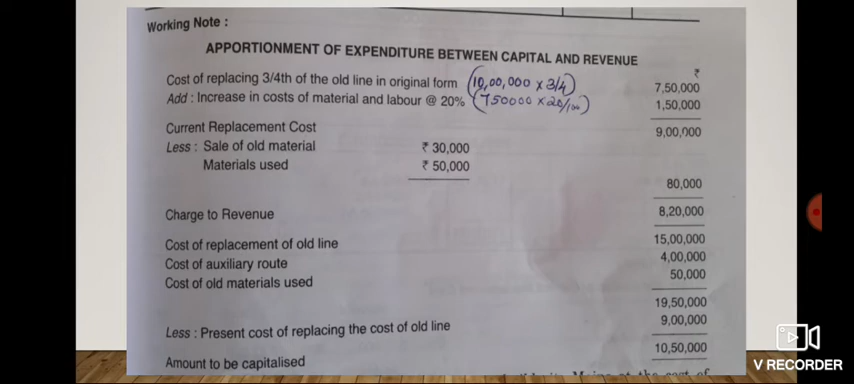 Working Note :
APPORTIONMENT OF EXPENDITURE BETWEEN CAPITAL AND REVENUE
₹
Cost of replacing 3/4th of the old line in original form (10,00,000 x 3/4) 7,50,000
Add : Increase in costs of material and labour @ 20% (750000 x 20/100) 1,50,000
Current Replacement Cost 9,00,000
Less : Sale of old material ₹ 30,000
Materials used ₹ 50,000
80,000
Charge to Revenue 8,20,000
Cost of replacement of old line 15,00,000
Cost of auxiliary route 4,00,000
Cost of old materials used 50,000
19,50,000
Less : Present cost of replacing the cost of old line 9,00,000
Amount to be capitalised 10,50,000
V RECORDER